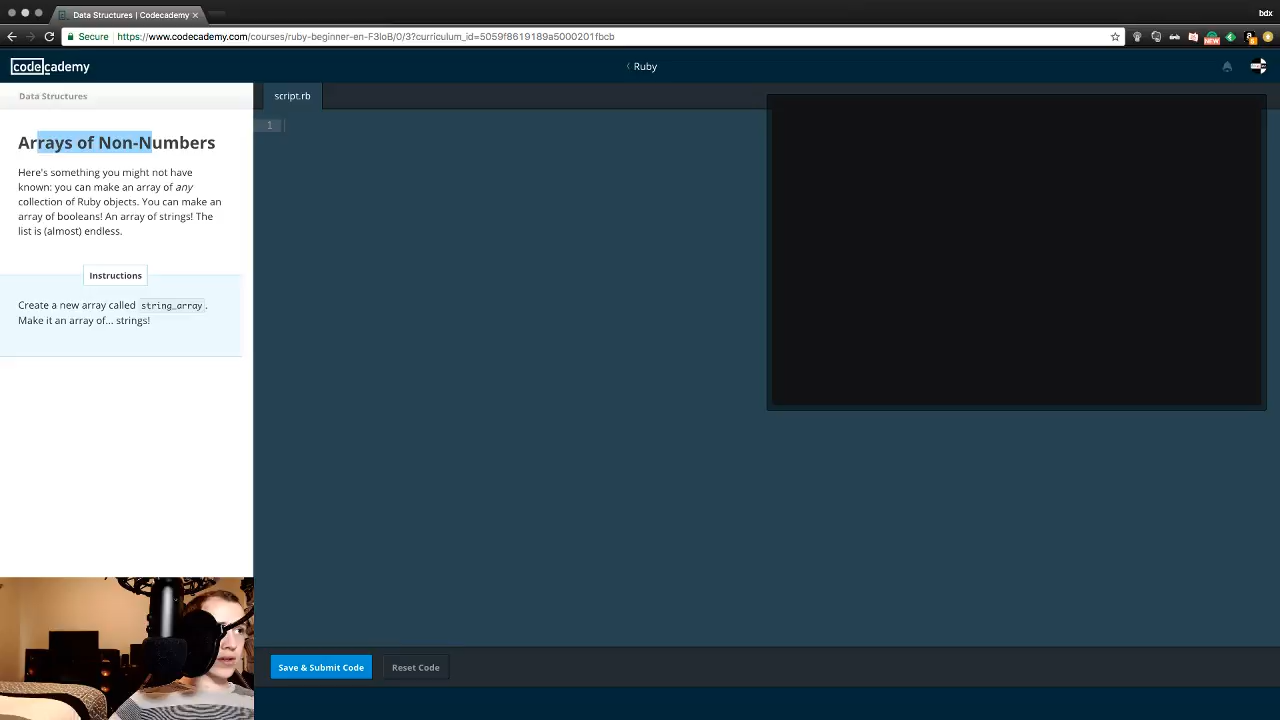 Data Structures | Codecademy
bdx
Secure
https://www.codecademy.com/courses/ruby-beginner-en-F3loB/0/3?curriculum_id=5059f8619189a5000201fbcb
NEW
codecademy
Ruby
Data Structures
script.rb
Arrays of Non-Numbers
1
Here's something you might not have
known: you can make an array of any
collection of Ruby objects. You can make an
array of booleans! An array of strings! The
list is (almost) endless.
Instructions
Create a new array called string_array.
Make it an array of... strings!
Save & Submit Code
Reset Code